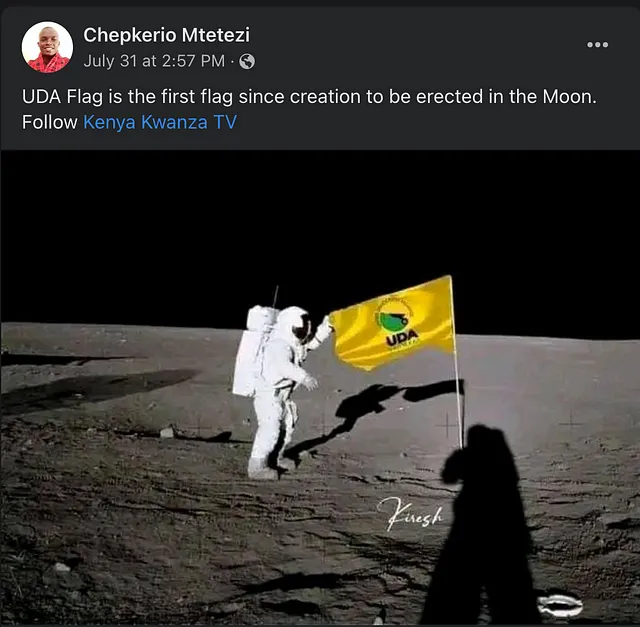 Chepkerio Mtetezi
July 31 at 2:57 PM ·
UDA Flag is the first flag since creation to be erected in the Moon.
Follow Kenya Kwanza TV
UDA
Kiresh